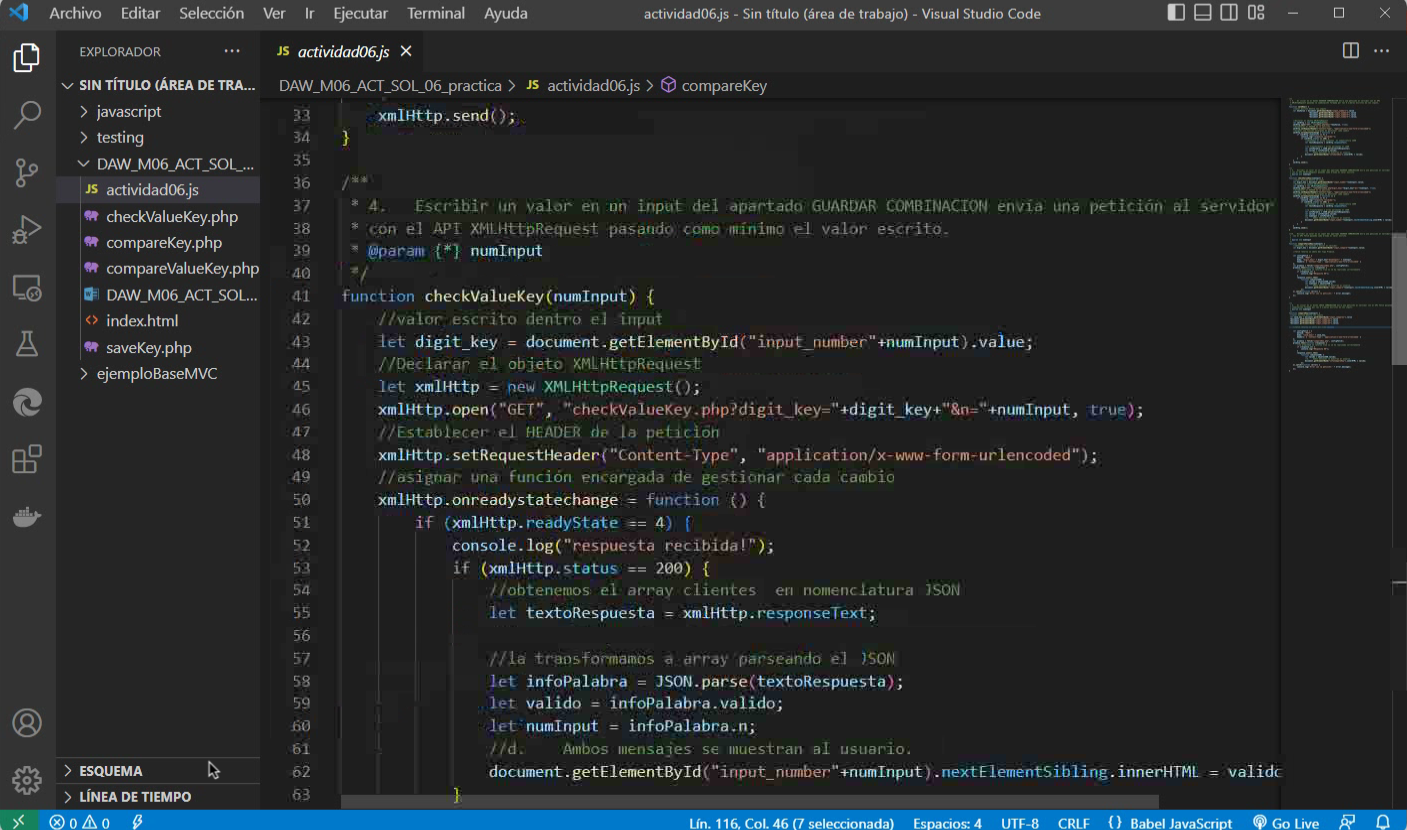 Archivo Editar Selección Ver Ir Ejecutar Terminal Ayuda actividad06.js - Sin título (área de trabajo) - Visual Studio Code
EXPLORADOR ···
SIN TÍTULO (ÁREA DE TRA...
javascript
testing
DAW_M06_ACT_SOL_...
JS actividad06.js
checkValueKey.php
compareKey.php
compareValueKey.php
DAW_M06_ACT_SOL...
index.html
saveKey.php
ejemploBaseMVC
ESQUEMA
LÍNEA DE TIEMPO
JS actividad06.js
DAW_M06_ACT_SOL_06_practica > JS actividad06.js > compareKey
33 xmlHttp.send();
34 }
35
36 /**
37 * 4. Escribir un valor en un input del apartado GUARDAR COMBINACION envía una petición al servidor
38 * con el API XMLHttpRequest pasando como mínimo el valor escrito.
39 * @param {*} numInput
40 */
41 function checkValueKey(numInput) {
42 //valor escrito dentro el input
43 let digit_key = document.getElementById("input_number"+numInput).value;
44 //Declarar el objeto XMLHttpRequest
45 let xmlHttp = new XMLHttpRequest();
46 xmlHttp.open("GET", "checkValueKey.php?digit_key="+digit_key+"&n="+numInput, true);
47 //Establecer el HEADER de la petición
48 xmlHttp.setRequestHeader("Content-Type", "application/x-www-form-urlencoded");
49 //asignar una función encargada de gestionar cada cambio
50 xmlHttp.onreadystatechange = function () {
51 if (xmlHttp.readyState == 4) {
52 console.log("respuesta recibida!");
53 if (xmlHttp.status == 200) {
54 //obtenemos el array clientes en nomenclatura JSON
55 let textoRespuesta = xmlHttp.responseText;
56
57 //la transformamos a array parseando el JSON
58 let infoPalabra = JSON.parse(textoRespuesta);
59 let valido = infoPalabra.valido;
60 let numInput = infoPalabra.n;
61 //d. Ambos mensajes se muestran al usuario.
62 document.getElementById("input_number"+numInput).nextElementSibling.innerHTML = valido
63 }
0 0 Lín. 116, Col. 46 (7 seleccionada) Espacios: 4 UTF-8 CRLF {} Babel JavaScript Go Live